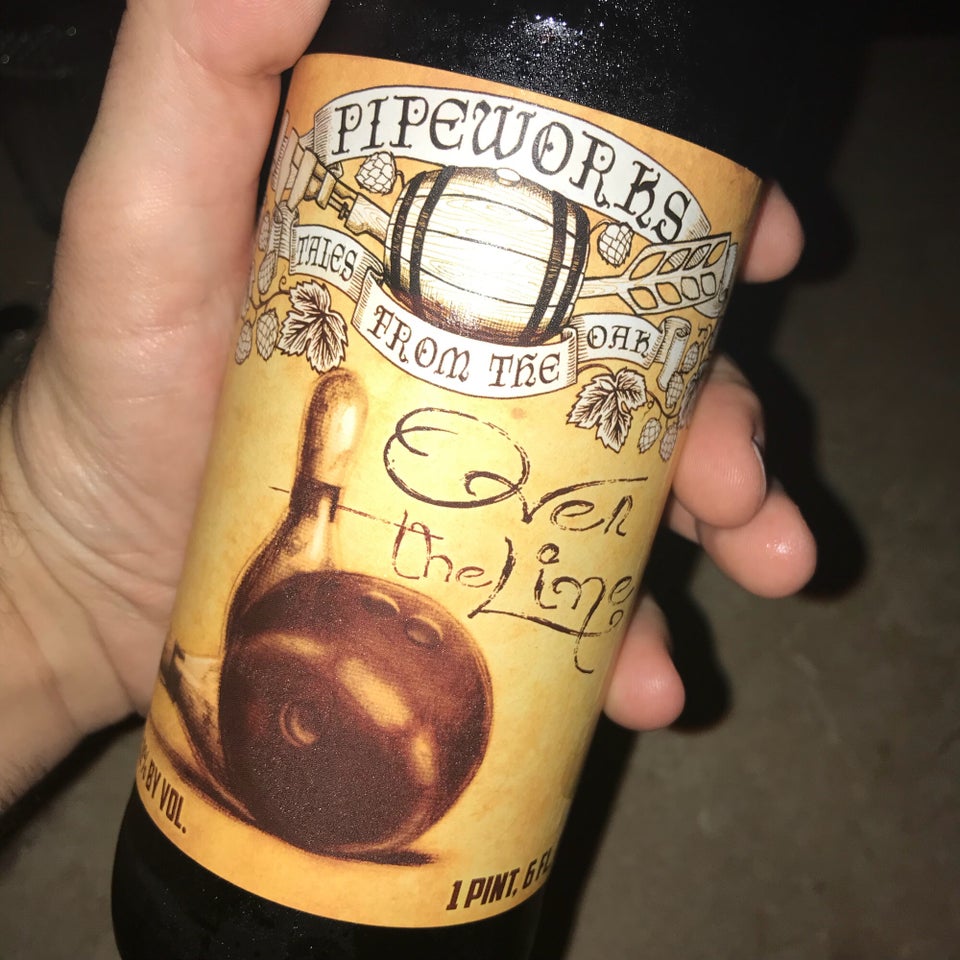 PIPEWORKS
TALES FROM THE OAK
Over
the Line
% BY VOL.
1 PINT, 6 FL.